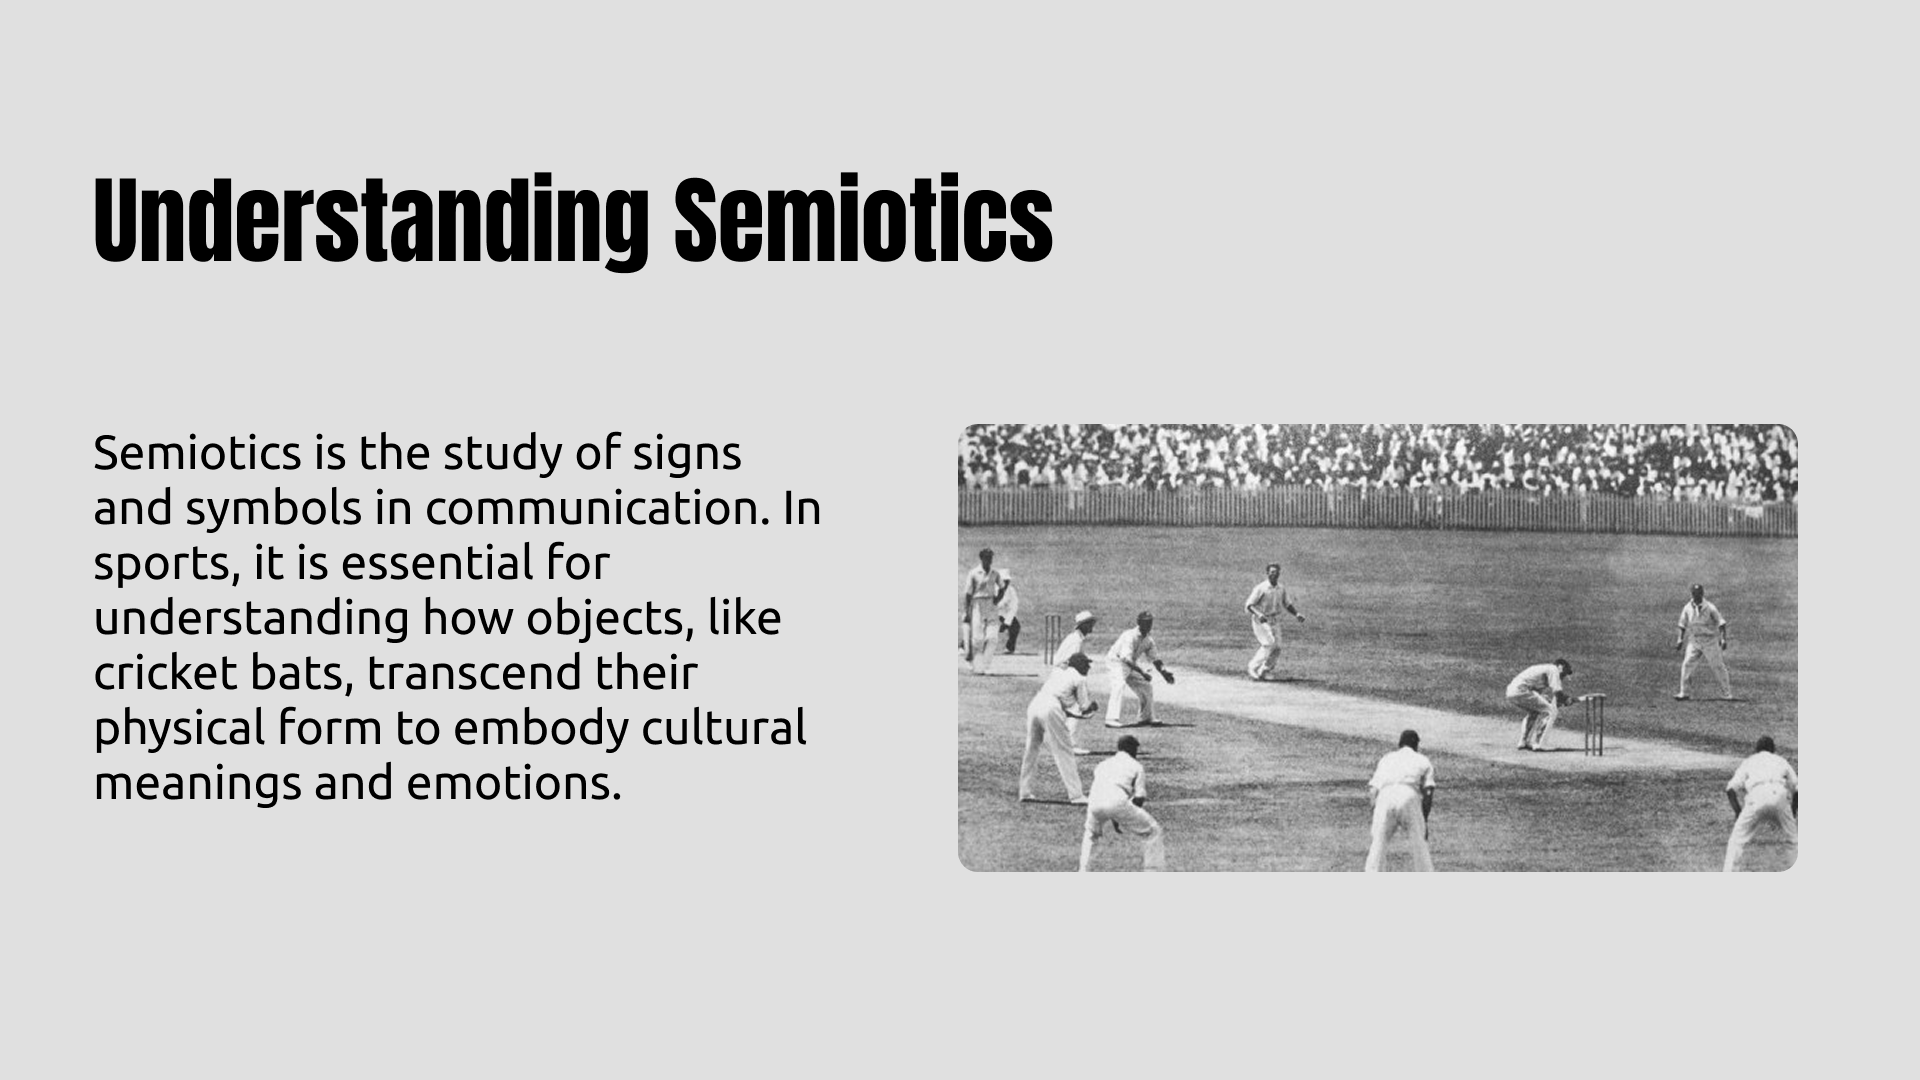 Understanding Semiotics
Semiotics is the study of signs
and symbols in communication. In
sports, it is essential for
understanding how objects, like
cricket bats, transcend their
physical form to embody cultural
meanings and emotions.